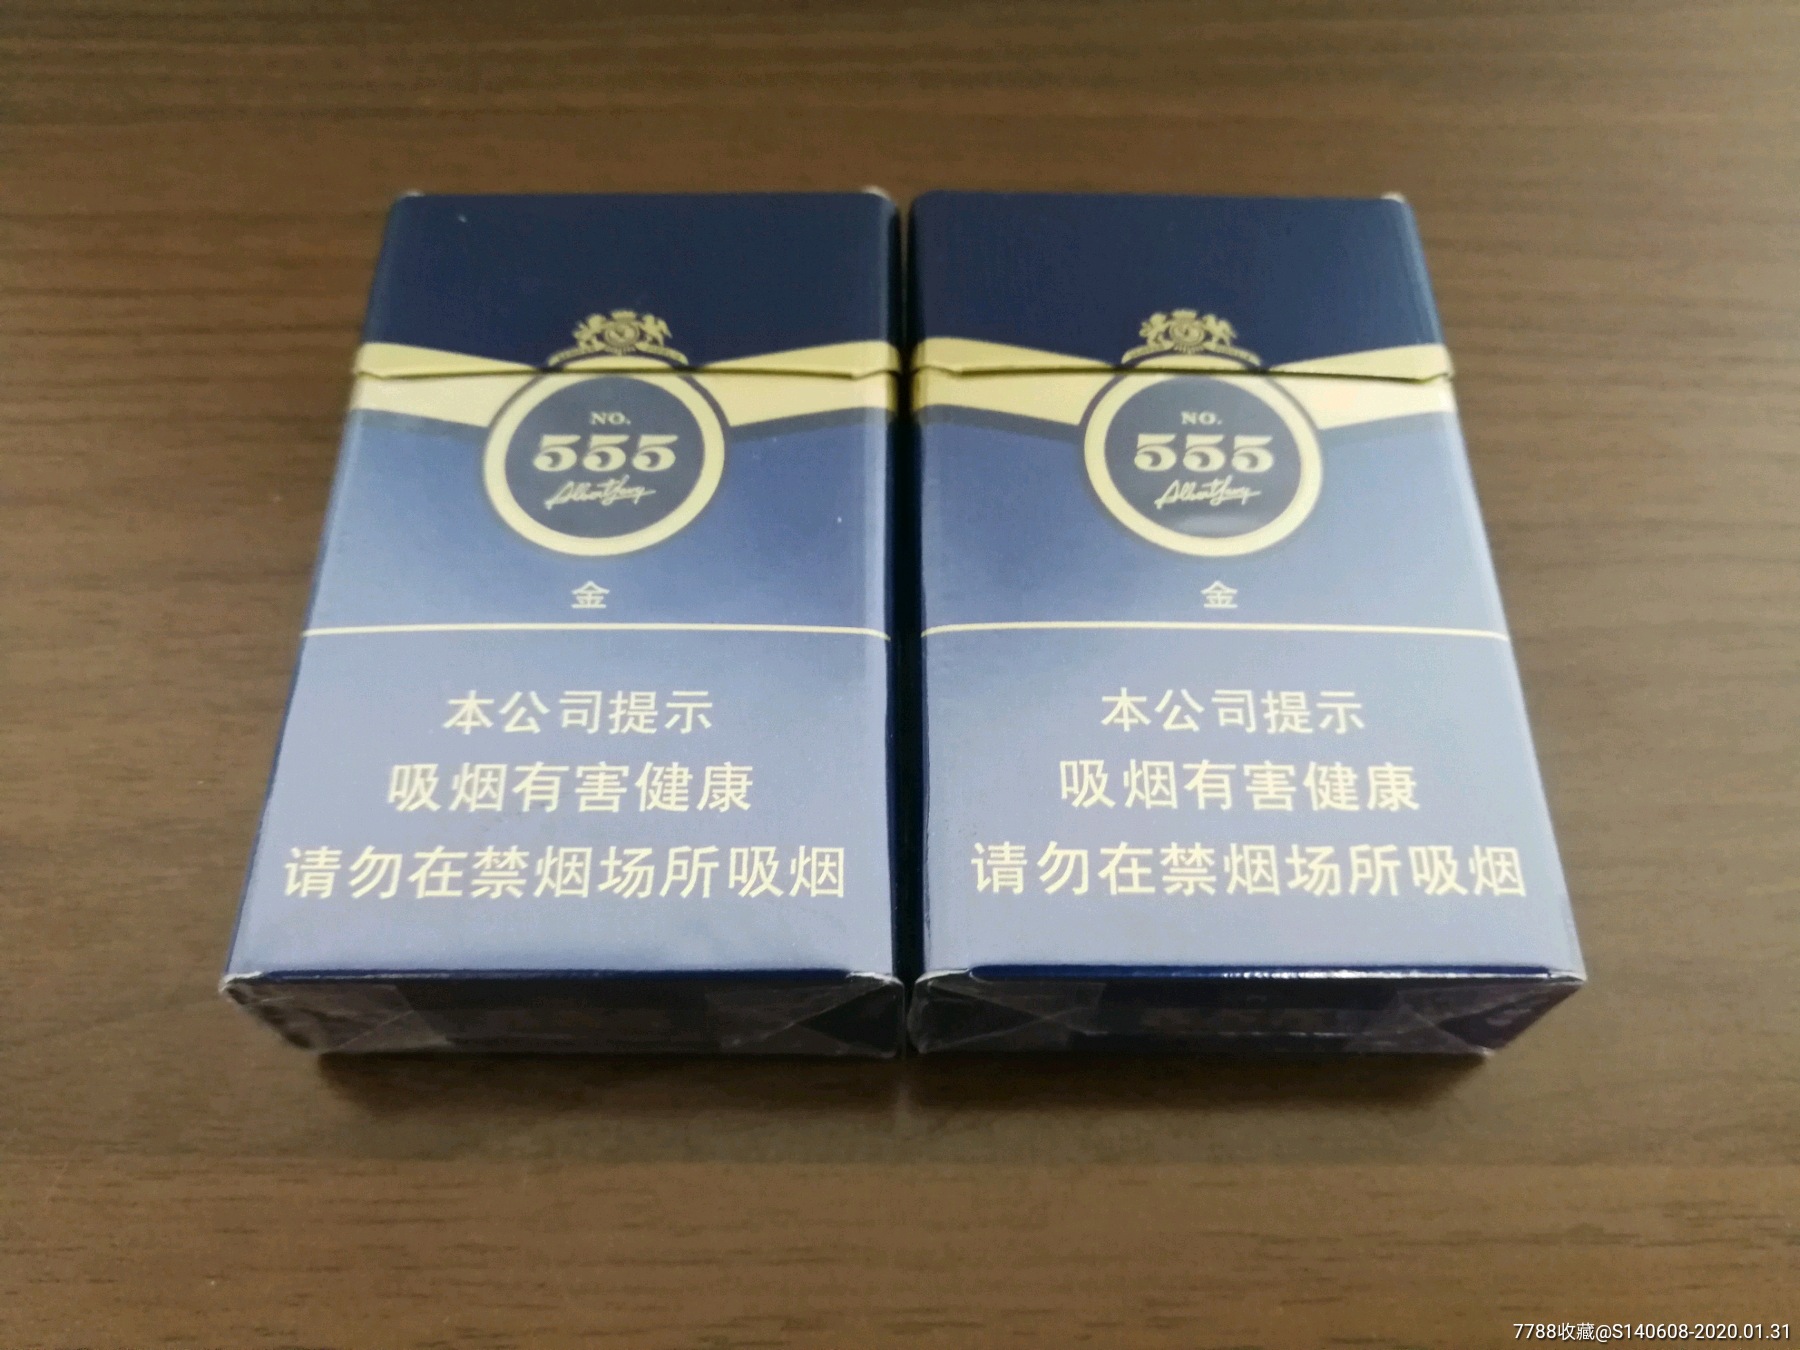 NO.
555
金
本公司提示
吸烟有害健康
请勿在禁烟场所吸烟
NO.
555
金
本公司提示
吸烟有害健康
请勿在禁烟场所吸烟
7788收藏@S140608-2020.01.31